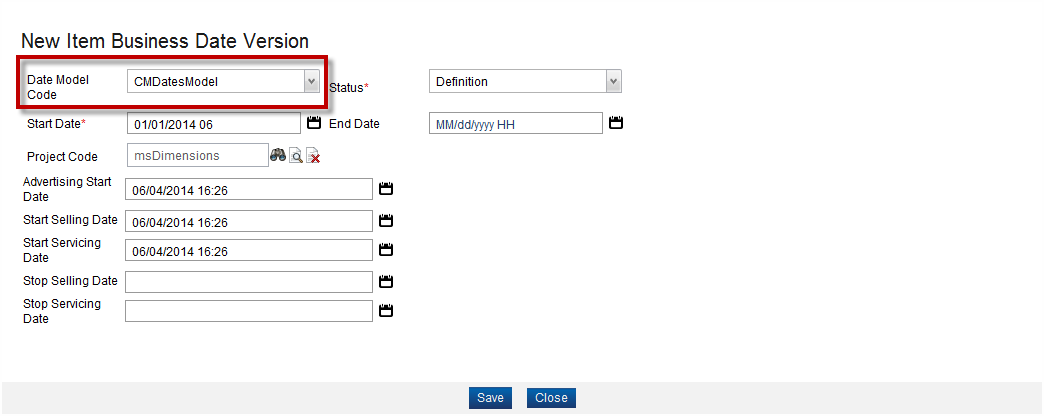 New Item Business Date Version
Date Model Code CMDatesModel Status* Definition
Start Date* 01/01/2014 06 End Date MM/dd/yyyy HH
Project Code msDimensions
Advertising Start Date 06/04/2014 16:26
Start Selling Date 06/04/2014 16:26
Start Servicing Date 06/04/2014 16:26
Stop Selling Date
Stop Servicing Date
Save Close